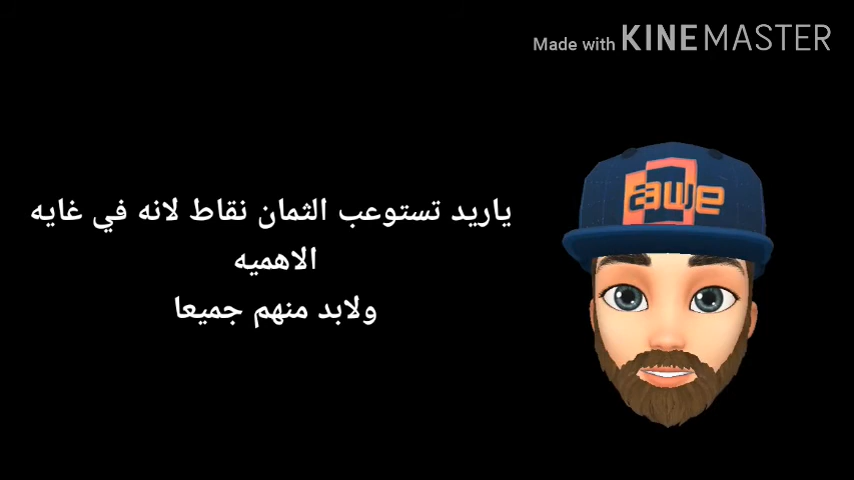 Made with KINEMASTER
awe
ياريد تستوعب الثمان نقاط لانه في غايه
الاهميه
ولابد منهم جميعا